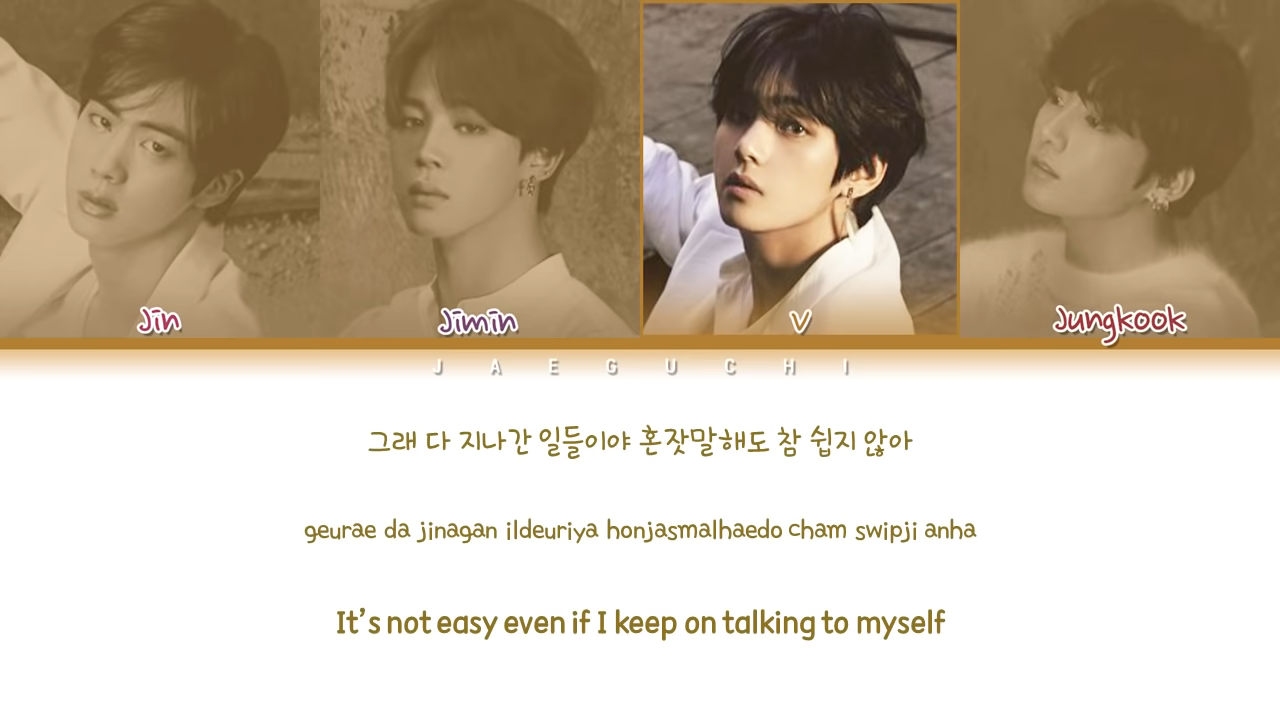 Jin Jimin V Jungkook
JAEGUCHI
그래 다 지나간 일들이야 혼잣말해도 참 쉽지 않아
geurae da jinagan ildeuriya honjasmalhaedo cham swipji anha
It's not easy even if I keep on talking to myself